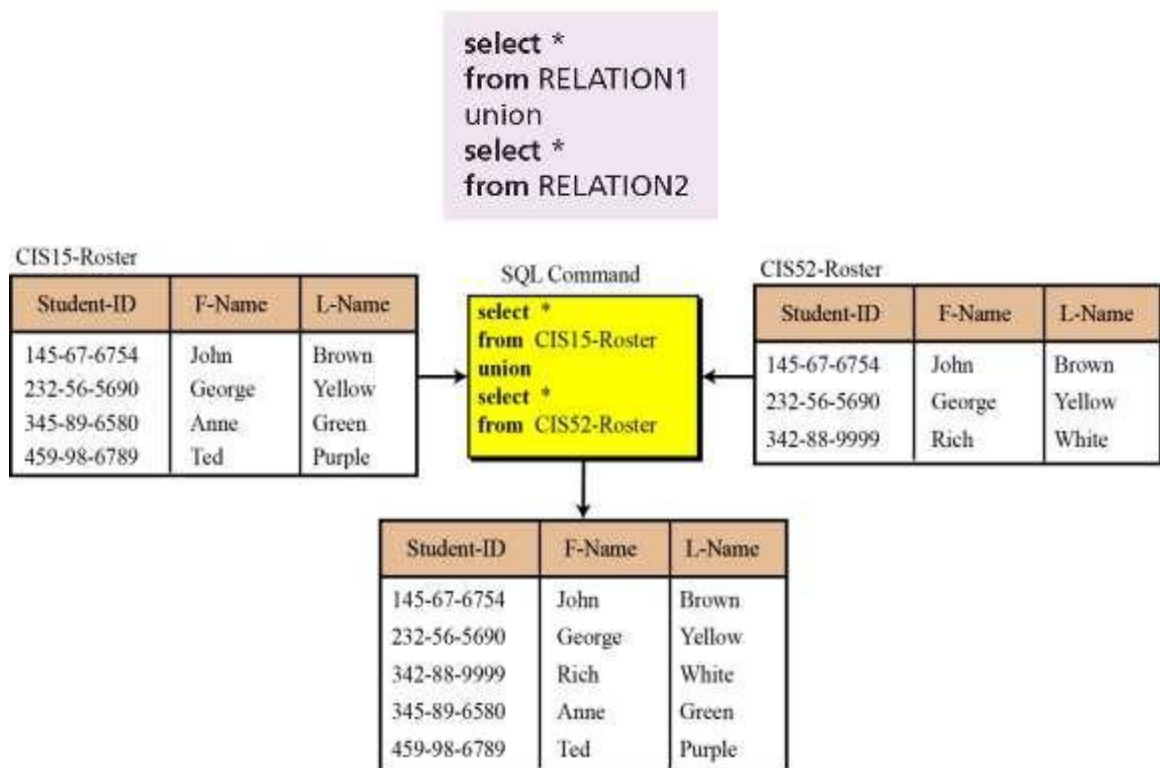 select *
from RELATION1
union
select *
from RELATION2
CIS15-Roster
Student-ID F-Name L-Name
145-67-6754 John Brown
232-56-5690 George Yellow
345-89-6580 Anne Green
459-98-6789 Ted Purple
SQL Command
select *
from CIS15-Roster
union
select *
from CIS52-Roster
CIS52-Roster
Student-ID F-Name L-Name
145-67-6754 John Brown
232-56-5690 George Yellow
342-88-9999 Rich White
Student-ID F-Name L-Name
145-67-6754 John Brown
232-56-5690 George Yellow
342-88-9999 Rich White
345-89-6580 Anne Green
459-98-6789 Ted Purple